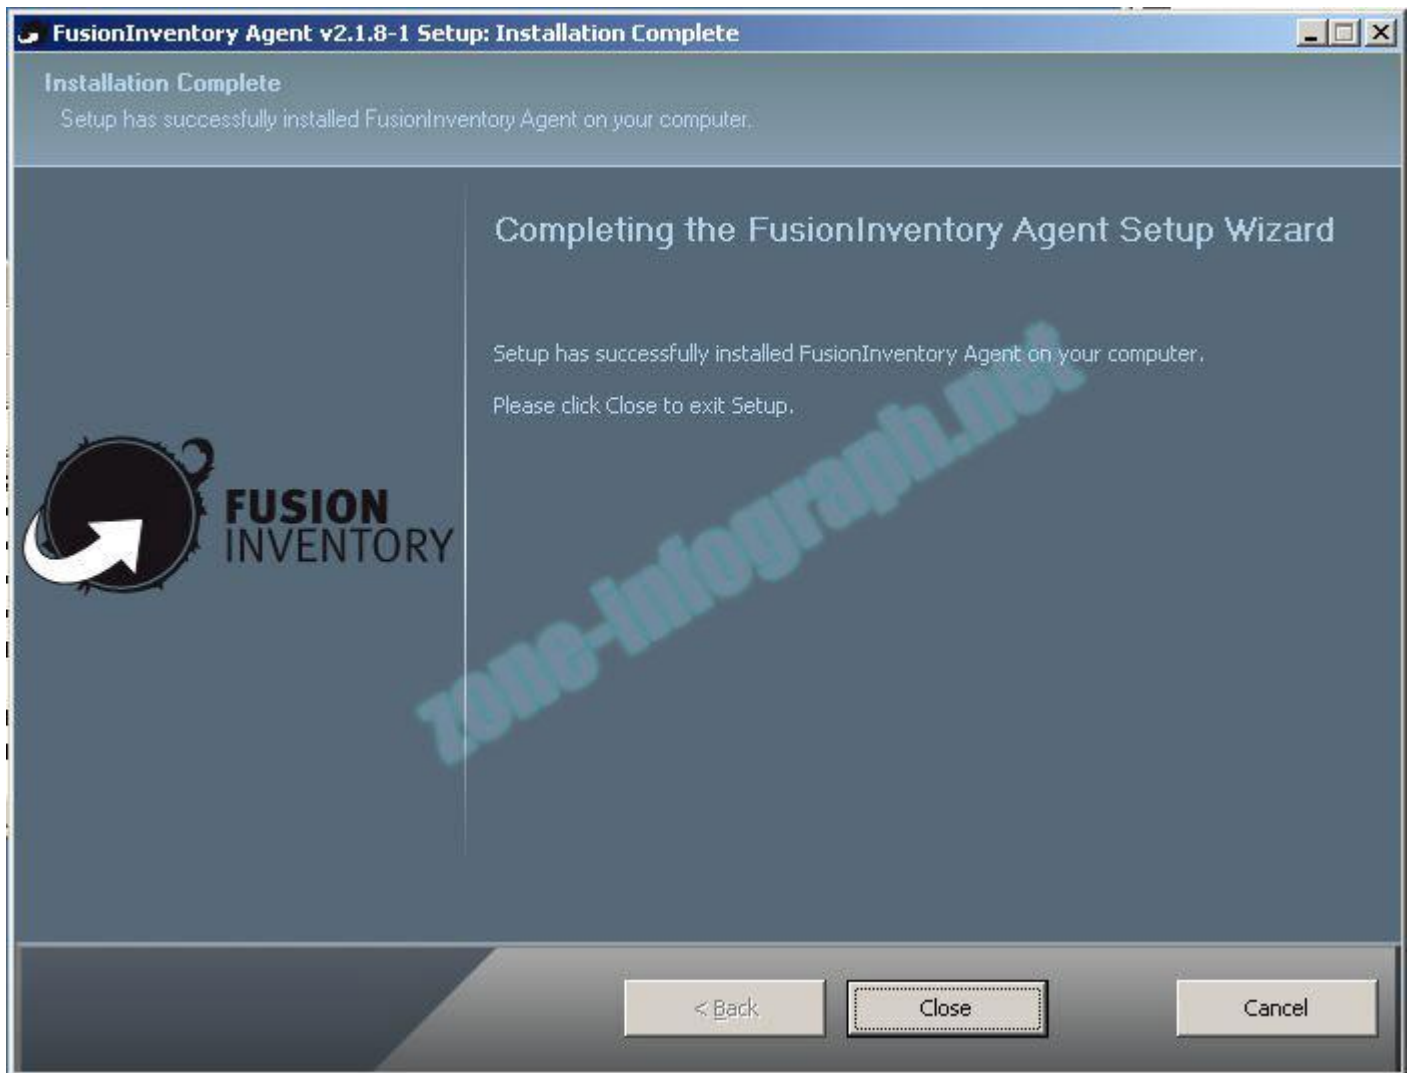 FusionInventory Agent v2.1.8-1 Setup: Installation Complete
Installation Complete
Setup has successfully installed FusionInventory Agent on your computer.
Completing the FusionInventory Agent Setup Wizard
Setup has successfully installed FusionInventory Agent on your computer.
Please click Close to exit Setup.
FUSION
INVENTORY
zone-infograph.net
< Back
Close
Cancel